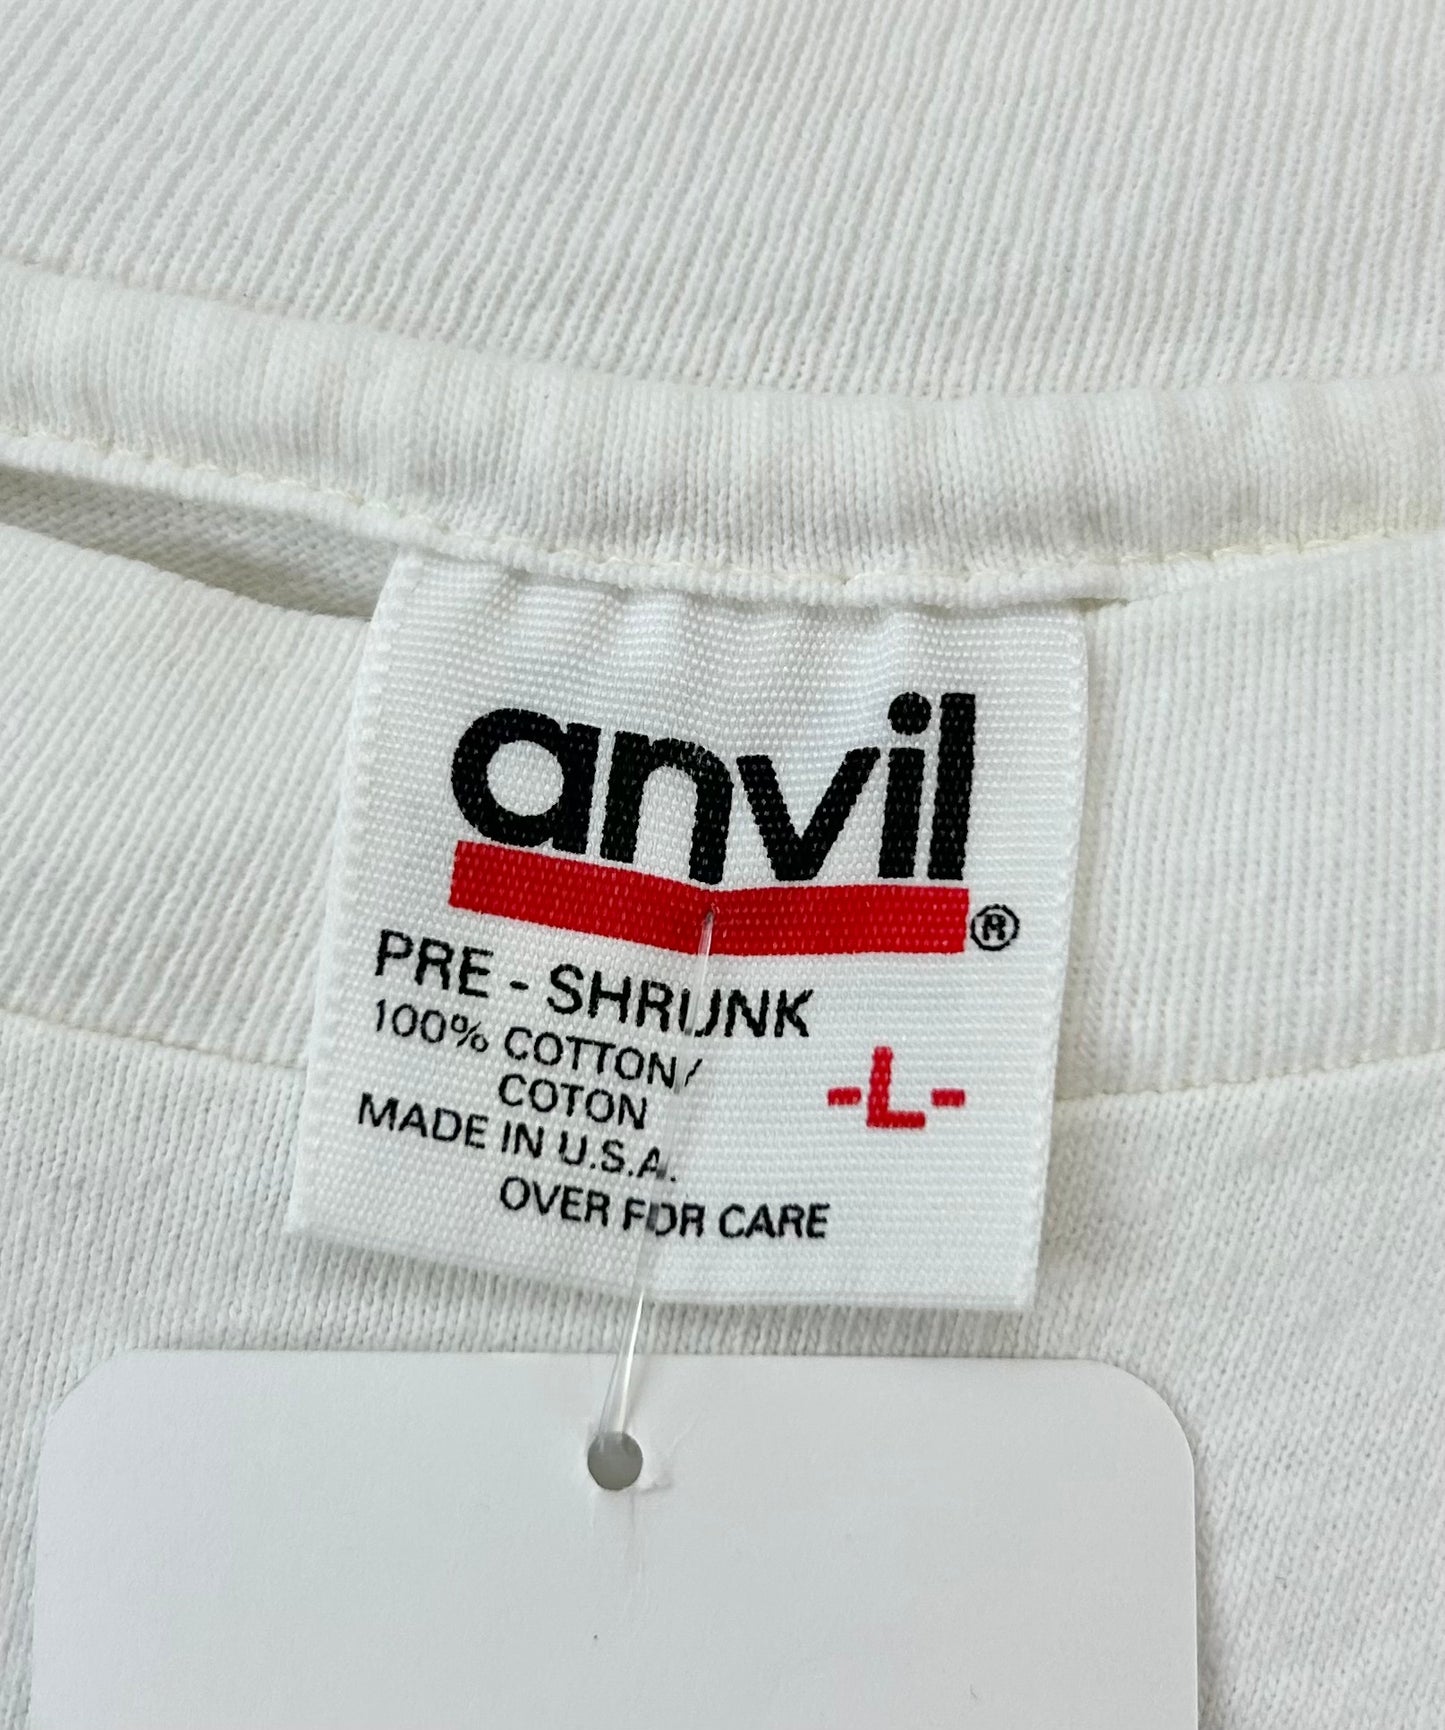 anvil®
PRE - SHRUNK
100% COTTON/
COTON
-L-
MADE IN U.S.A.
OVER FOR CARE